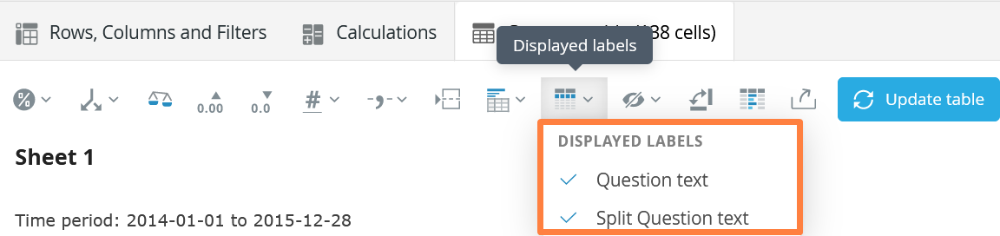 Rows, Columns and Filters
Calculations
38 cells)
Displayed labels
%
0.00
0.0
#
Update table
DISPLAYED LABELS
Sheet 1
Question text
Time period: 2014-01-01 to 2015-12-28
Split Question text